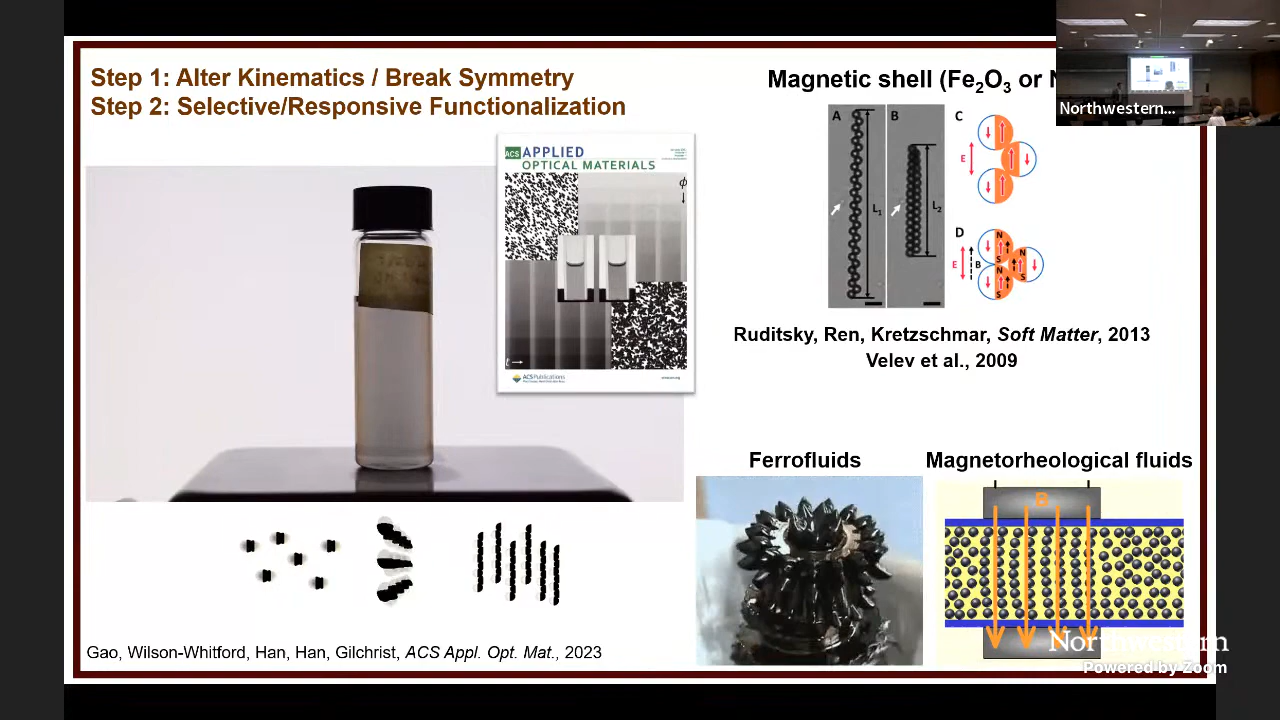 Step 1: Alter Kinematics / Break Symmetry
Step 2: Selective/Responsive Functionalization
Magnetic shell (Fe2O3 or N
Northwestern...
ACS APPLIED
OPTICAL MATERIALS
ϕ
t
ACS Publications
A
B
C
D
L1
L2
E
E
B
N
S
N
S
N
S
Ruditsky, Ren, Kretzschmar, Soft Matter, 2013
Velev et al., 2009
Ferrofluids
Magnetorheological fluids
B
Gao, Wilson-Whitford, Han, Han, Gilchrist, ACS Appl. Opt. Mat., 2023
Northwestern
Powered by Zoom